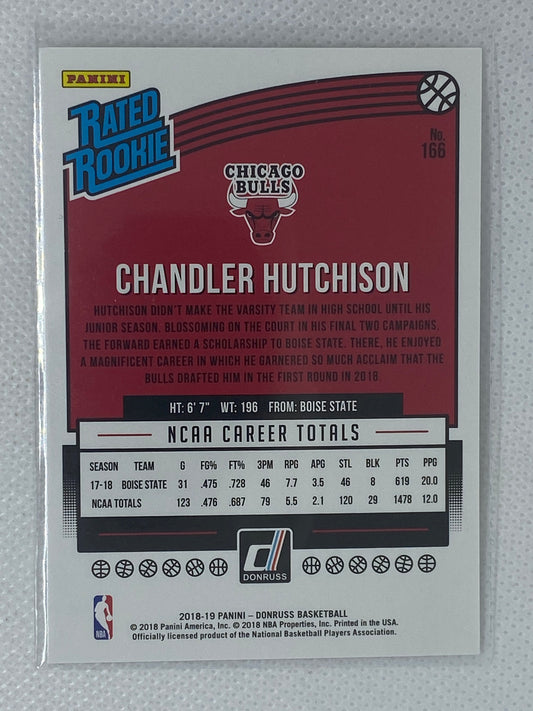 PANINI
RATED
ROOKIE
No.
166
CHICAGO
BULLS
CHANDLER HUTCHISON
HUTCHISON DIDN'T MAKE THE VARSITY TEAM IN HIGH SCHOOL UNTIL HIS
JUNIOR SEASON. BLOSSOMING ON THE COURT IN HIS FINAL TWO CAMPAIGNS,
THE FORWARD EARNED A SCHOLARSHIP TO BOISE STATE. THERE, HE ENJOYED
A MAGNIFICENT CAREER IN WHICH HE GARNERED SO MUCH ACCLAIM THAT THE
BULLS DRAFTED HIM IN THE FIRST ROUND IN 2018.
HT: 6' 7" WT: 196 FROM: BOISE STATE
NCAA CAREER TOTALS
SEASON TEAM G FG% FT% 3PM RPG APG STL BLK PTS PPG
17-18 BOISE STATE 31 .475 .728 46 7.7 3.5 46 8 619 20.0
NCAA TOTALS 123 .476 .687 79 5.5 2.1 120 29 1478 12.0
DONRUSS
NBA
2018-19 PANINI – DONRUSS BASKETBALL
© 2018 Panini America, Inc. © 2018 NBA Properties, Inc. Printed in the USA.
Officially licensed product of the National Basketball Players Association.